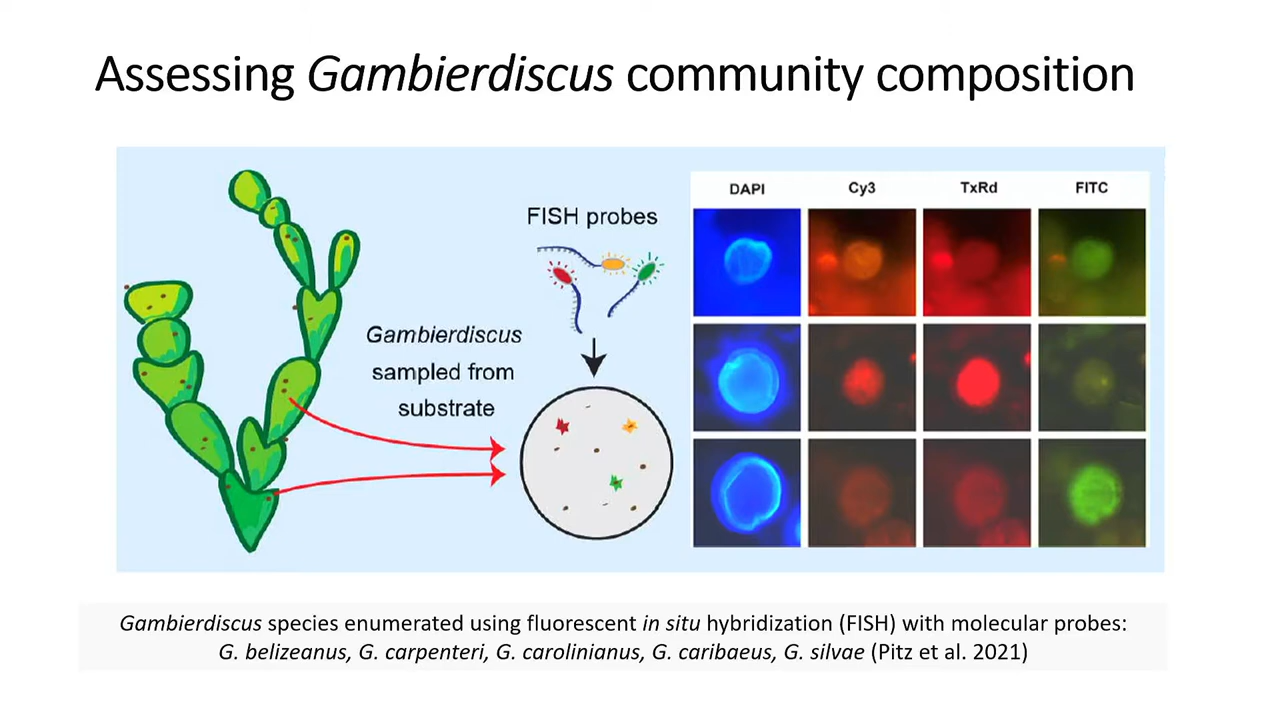 Assessing Gambierdiscus community composition
FISH probes
Gambierdiscus
sampled from
substrate
DAPI Cy3 TxRd FITC
Gambierdiscus species enumerated using fluorescent in situ hybridization (FISH) with molecular probes:
G. belizeanus, G. carpenteri, G. carolinianus, G. caribaeus, G. silvae (Pitz et al. 2021)